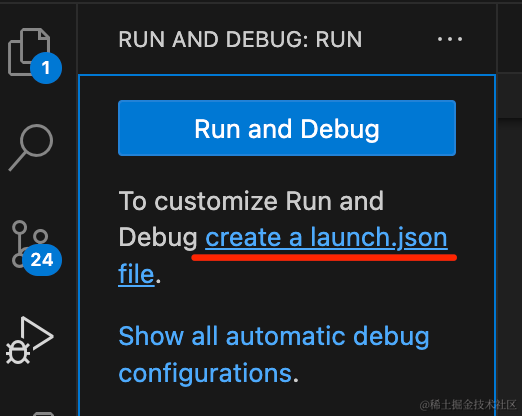 RUN AND DEBUG: RUN
1
Run and Debug
To customize Run and
Debug create a launch.json
file.
24
Show all automatic debug
configurations.
@稀土掘金技术社区